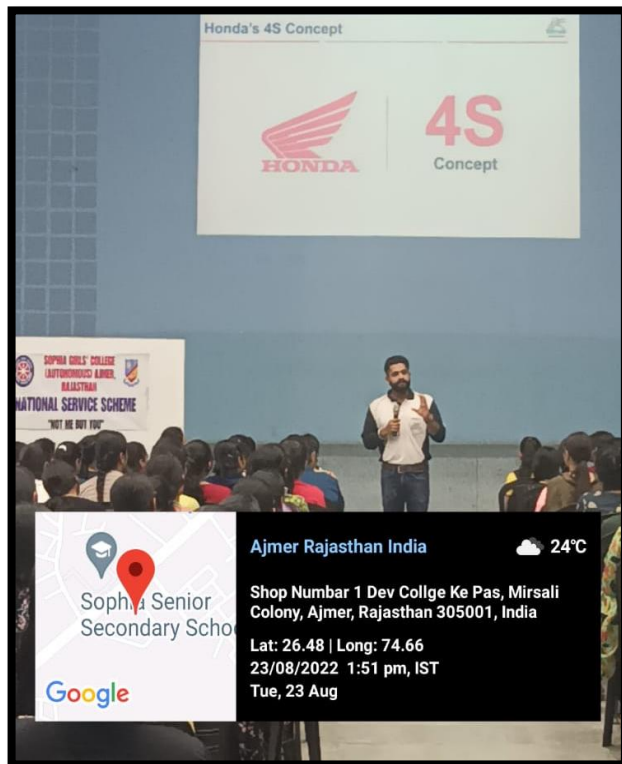 Honda's 4S Concept
HONDA
4S
Concept
SOPHIA GIRLS' COLLEGE
(AUTONOMOUS) AJMER,
RAJASTHAN
NATIONAL SERVICE SCHEME
"NOT ME BUT YOU"
Sophia Senior
Secondary Schoo
Google
Ajmer Rajasthan India
24°C
Shop Numbar 1 Dev Collge Ke Pas, Mirsali
Colony, Ajmer, Rajasthan 305001, India
Lat: 26.48 | Long: 74.66
23/08/2022 1:51 pm, IST
Tue, 23 Aug